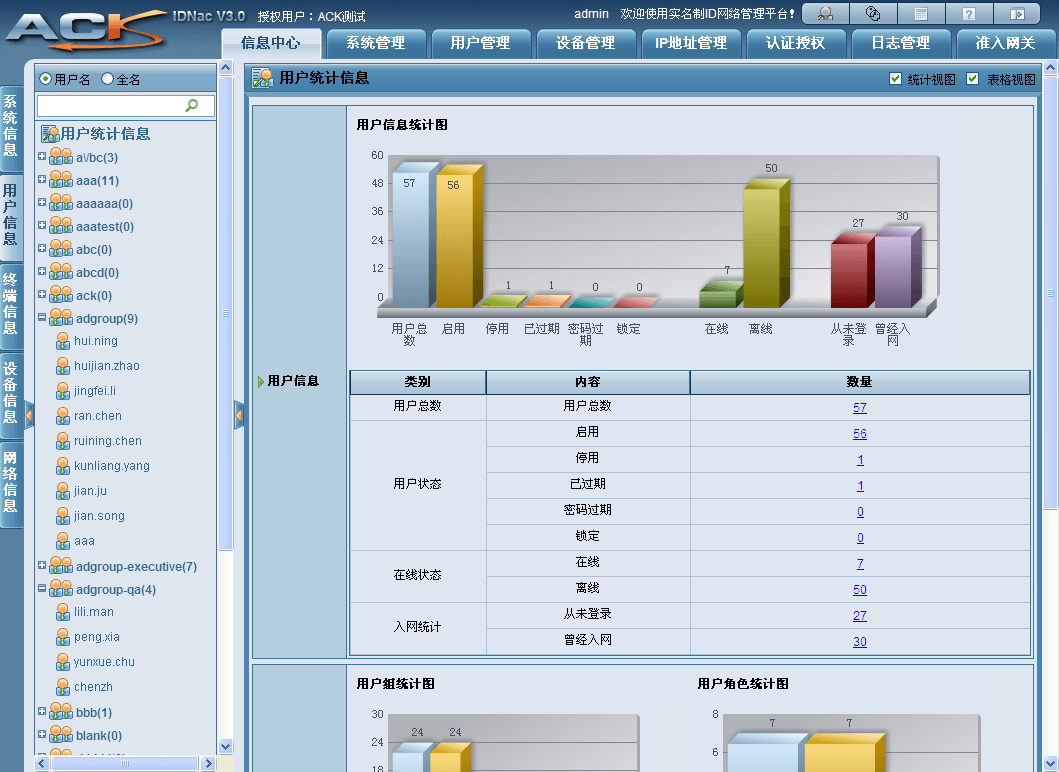 ACK IDNac V3.0 授权用户：ACK测试 admin 欢迎使用实名制ID网络管理平台!
信息中心 系统管理 用户管理 设备管理 IP地址管理 认证授权 日志管理 准入网关
系统信息
用户信息
终端信息
设备信息
网络信息
用户名 全名
用户统计信息
a\/bc(3)
aaa(11)
aaaaaa(0)
aaatest(0)
abc(0)
abcd(0)
ack(0)
adgroup(9)
hui.ning
huijian.zhao
jingfei.li
ran.chen
ruining.chen
kunliang.yang
jian.ju
jian.song
aaa
adgroup-executive(7)
adgroup-qa(4)
lili.man
peng.xia
yunxue.chu
chenzh
bbb(1)
blank(0)
用户统计信息 统计视图 表格视图
用户信息
用户信息统计图
60
48
36
24
12
0
57 56 1 1 0 0 7 50 27 30
用户总数 启用 停用 已过期 密码过期 锁定 在线 离线 从未登录 曾经入网
类别 内容 数量
用户总数 用户总数 57
用户状态 启用 56
停用 1
已过期 1
密码过期 0
锁定 0
在线状态 在线 7
离线 50
入网统计 从未登录 27
曾经入网 30
用户组统计图
30
24
18
24 24
用户角色统计图
8
6
7 7